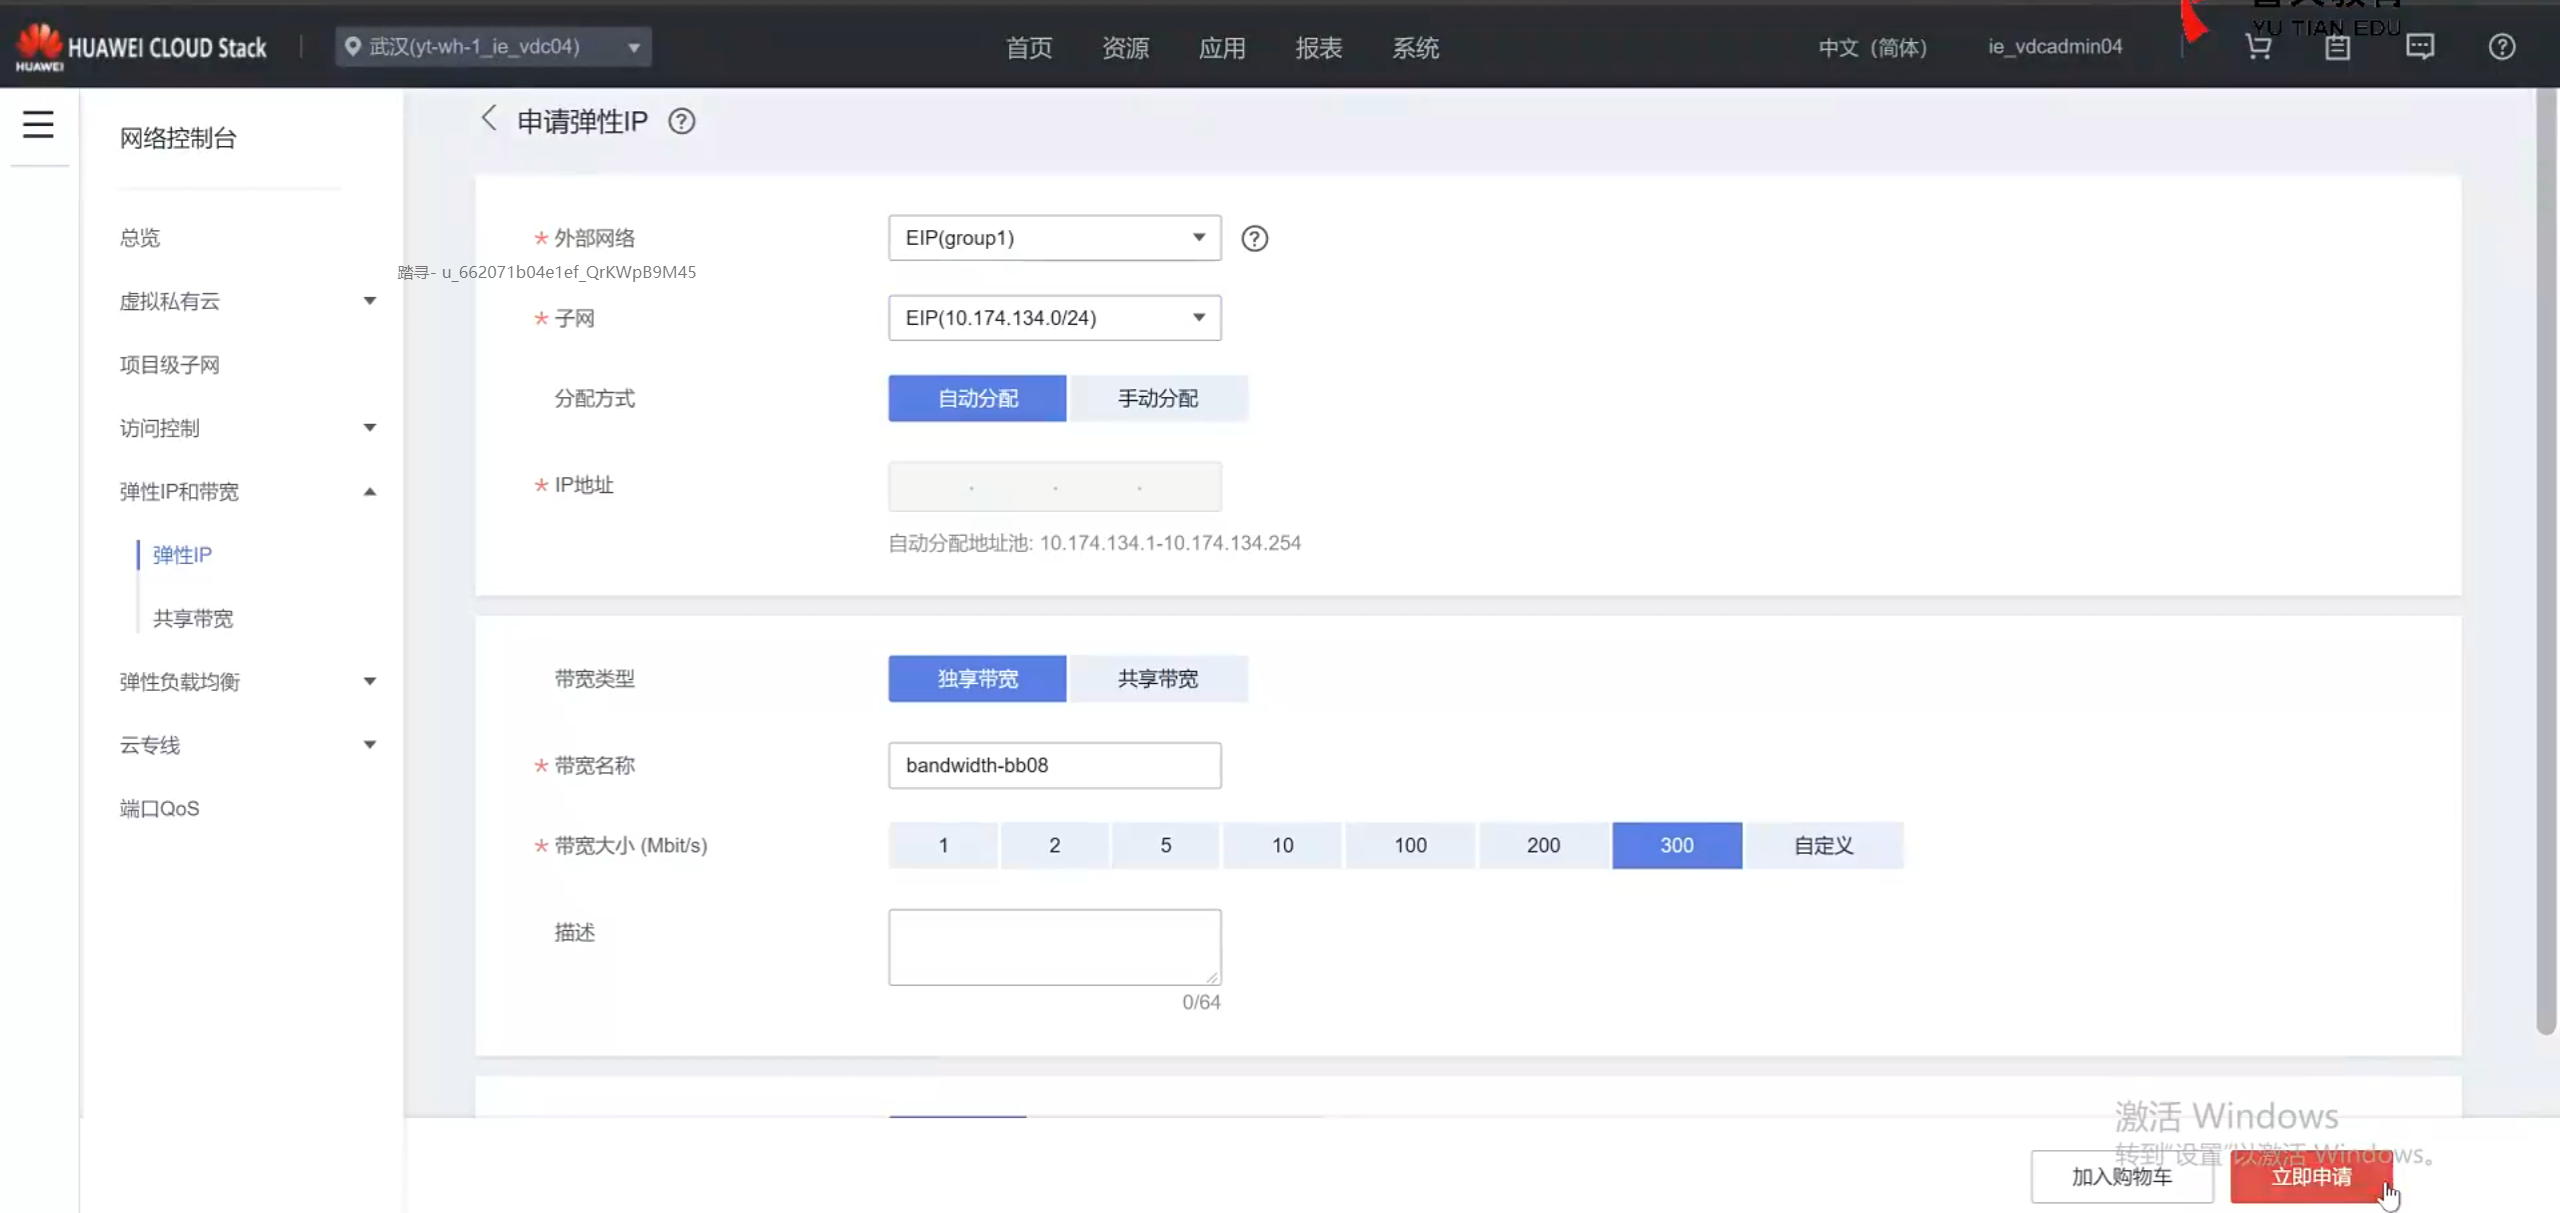 YU TIAN EDU
HUAWEI
HUAWEI CLOUD Stack
武汉(yt-wh-1_ie_vdc04)
首页
资源
应用
报表
系统
中文（简体）
ie_vdcadmin04
网络控制台
总览
虚拟私有云
项目级子网
访问控制
弹性IP和带宽
弹性IP
共享带宽
弹性负载均衡
云专线
端口QoS
申请弹性IP
* 外部网络
EIP(group1)
踏寻- u_662071b04e1ef_QrKWpB9M45
* 子网
EIP(10.174.134.0/24)
分配方式
自动分配
手动分配
* IP地址
. . .
自动分配地址池: 10.174.134.1-10.174.134.254
带宽类型
独享带宽
共享带宽
* 带宽名称
bandwidth-bb08
* 带宽大小 (Mbit/s)
1
2
5
10
100
200
300
自定义
描述
0/64
激活 Windows
转到“设置”以激活 Windows。
加入购物车
立即申请